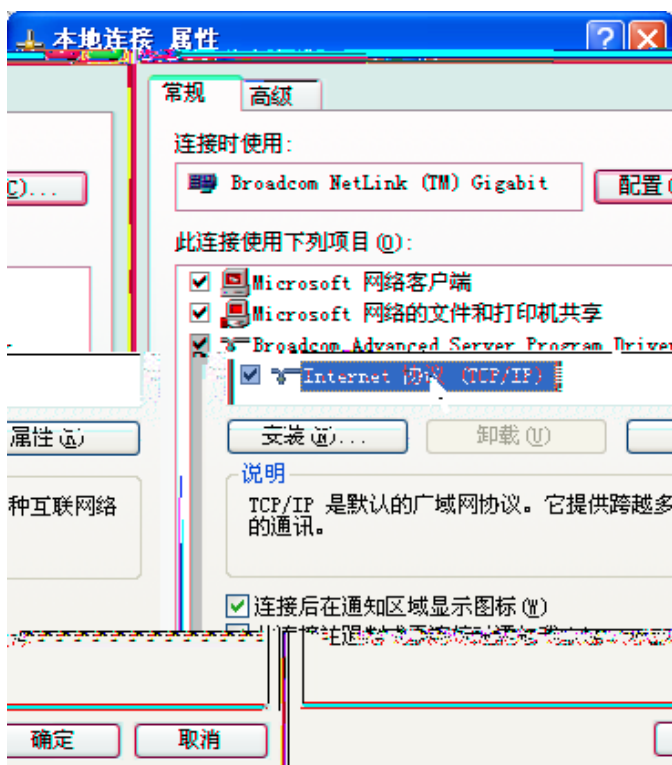 本地连接 属性
常规
高级
连接时使用:
Broadcom NetLink (TM) Gigabit
配置(
C)...
此连接使用下列项目(O):
Microsoft 网络客户端
Microsoft 网络的文件和打印机共享
Broadcom Advanced Server Program Driver
Internet 协议 (TCP/IP)
属性(R)
安装(N)...
卸载(U)
说明
种互联网络
TCP/IP 是默认的广域网协议。它提供跨越多
的通讯。
连接后在通知区域显示图标(W)
确定
取消